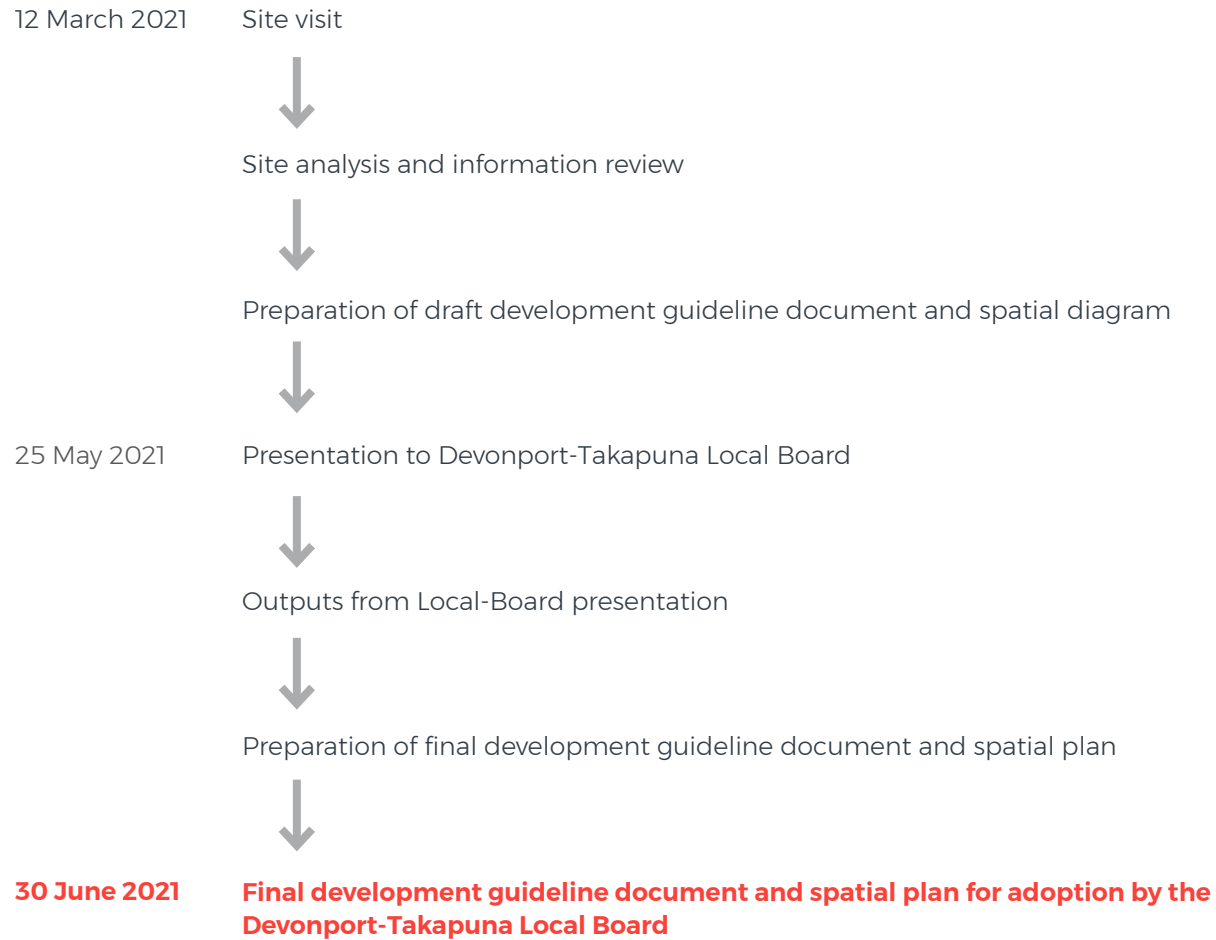 12 March 2021 Site visit
Site analysis and information review
Preparation of draft development guideline document and spatial diagram
25 May 2021 Presentation to Devonport-Takapuna Local Board
Outputs from Local-Board presentation
Preparation of final development guideline document and spatial plan
30 June 2021 Final development guideline document and spatial plan for adoption by the
Devonport-Takapuna Local Board